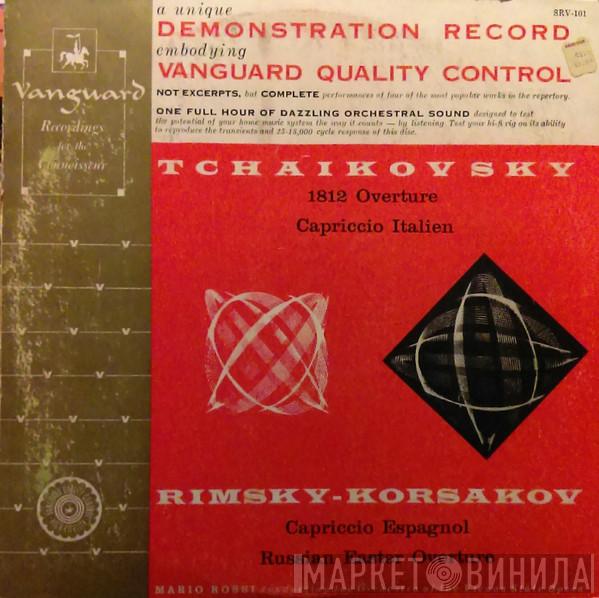 a unique
SRV-101
DEMONSTRATION RECORD
embodying
VANGUARD QUALITY CONTROL
NOT EXCERPTS, but COMPLETE performances of four of the most popular works in the repertory.
ONE FULL HOUR OF DAZZLING ORCHESTRAL SOUND designed to test
the potential of your home music system the way it counts — by listening. Test your hi-fi rig on its ability
to reproduce the transients and 23-15,000 cycle response of this disc.
Vanguard
Recordings
for the
Connoisseur
TCHAIKOVSKY
1812 Overture
Capriccio Italien
RIMSKY-KORSAKOV
Capriccio Espagnol
Russian Easter Overture
MARIO ROSSI
МАРКЕТ ВИНИЛА